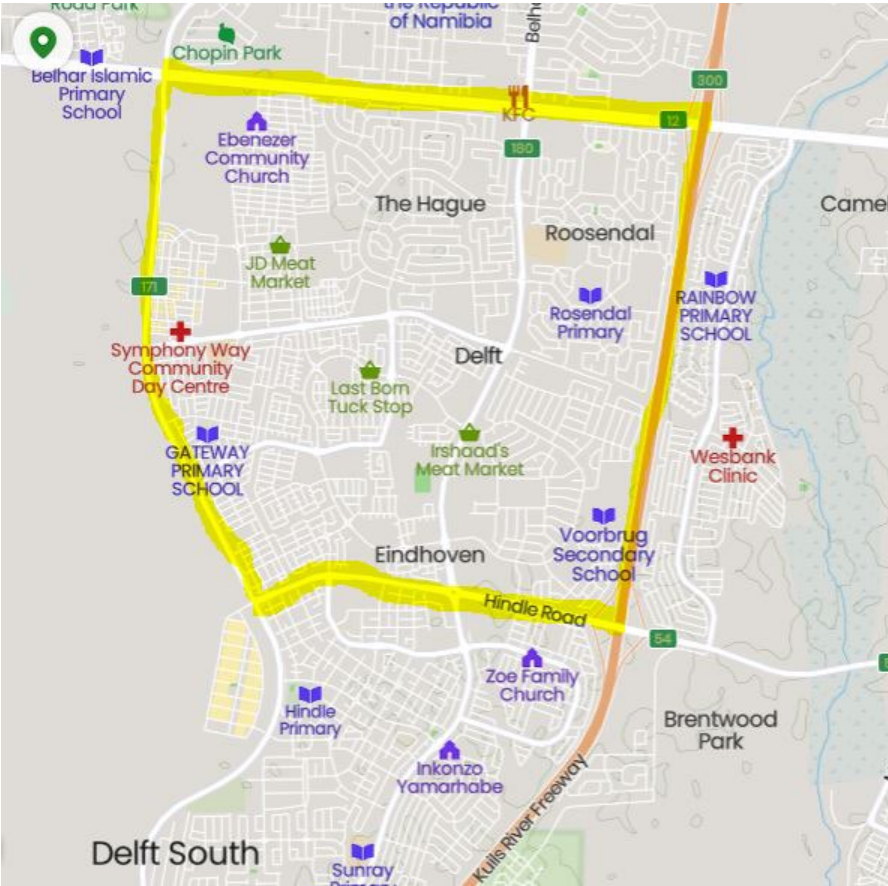 Road Park
the Republic
of Namibia
Belh
Chopin Park
Belhar Islamic
Primary
School
300
KFC
12
180
Ebenezer
Community
Church
The Hague
Came
Roosendal
JD Meat
Market
171
Rosendal
Primary
RAINBOW
PRIMARY
SCHOOL
Symphony Way
Community
Day Centre
Delft
Last Born
Tuck Stop
GATEWAY
PRIMARY
SCHOOL
Irshaad's
Meat Market
Wesbank
Clinic
Voorbrug
Secondary
School
Eindhoven
Hindle Road
54
Zoe Family
Church
Hindle
Primary
Brentwood
Park
Inkonzo
Yamarhabe
Kuils River Freeway
Delft South
Sunray
Primary